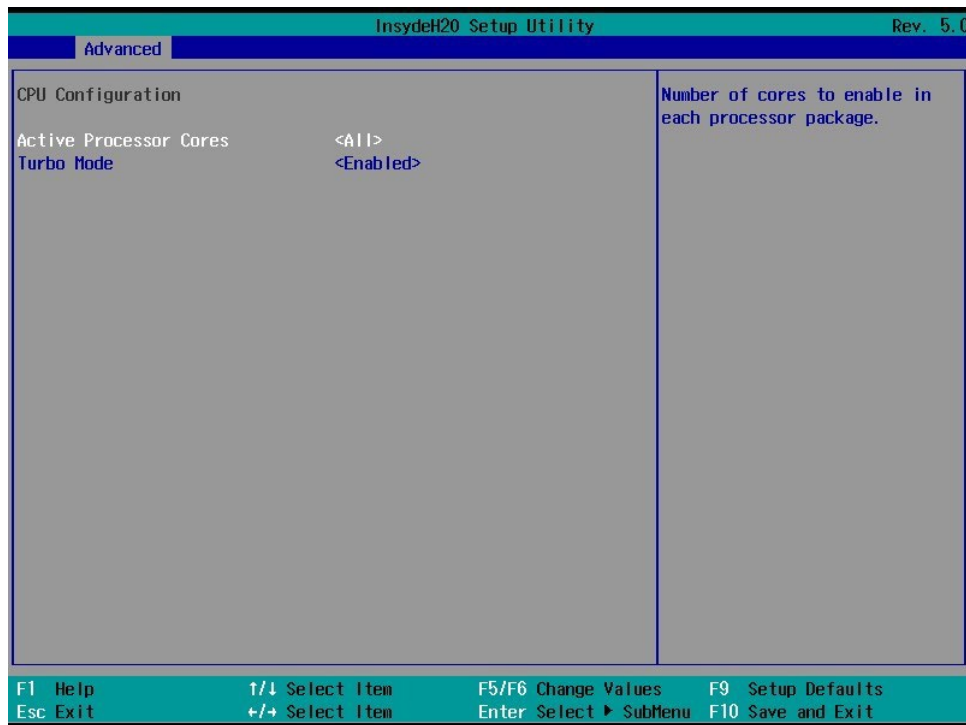 InsydeH20 Setup Utility Rev. 5.0
Advanced
CPU Configuration
Active Processor Cores <All>
Turbo Mode <Enabled>
Number of cores to enable in
each processor package.
F1 Help ↑/↓ Select Item F5/F6 Change Values F9 Setup Defaults
Esc Exit ←/→ Select Item Enter Select ▶ SubMenu F10 Save and Exit